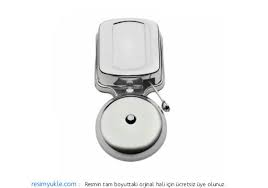 resimyukle.com : Resmin tam boyuttaki orjinal hali için ücretsiz üye olunuz.